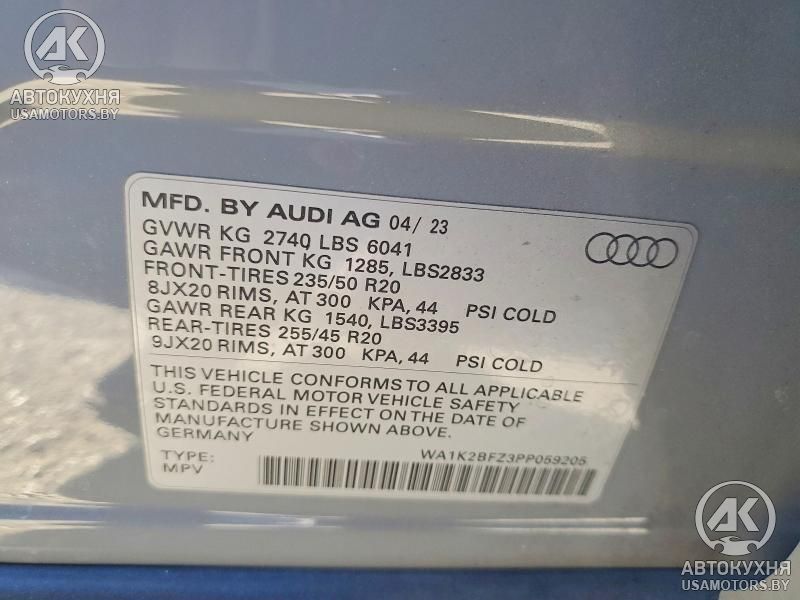 AK
АВТОКУХНЯ
USAMOTORS.BY
MFD. BY AUDI AG 04/ 23
GVWR KG 2740 LBS 6041
GAWR FRONT KG 1285, LBS2833
FRONT-TIRES 235/50 R20
8JX20 RIMS, AT 300 KPA, 44 PSI COLD
GAWR REAR KG 1540, LBS3395
REAR-TIRES 255/45 R20
9JX20 RIMS, AT 300 KPA, 44 PSI COLD
THIS VEHICLE CONFORMS TO ALL APPLICABLE
U.S. FEDERAL MOTOR VEHICLE SAFETY
STANDARDS IN EFFECT ON THE DATE OF
MANUFACTURE SHOWN ABOVE.
GERMANY
WA1K2BFZ3PP059205
TYPE:
MPV
AK
АВТОКУХНЯ
USAMOTORS.BY